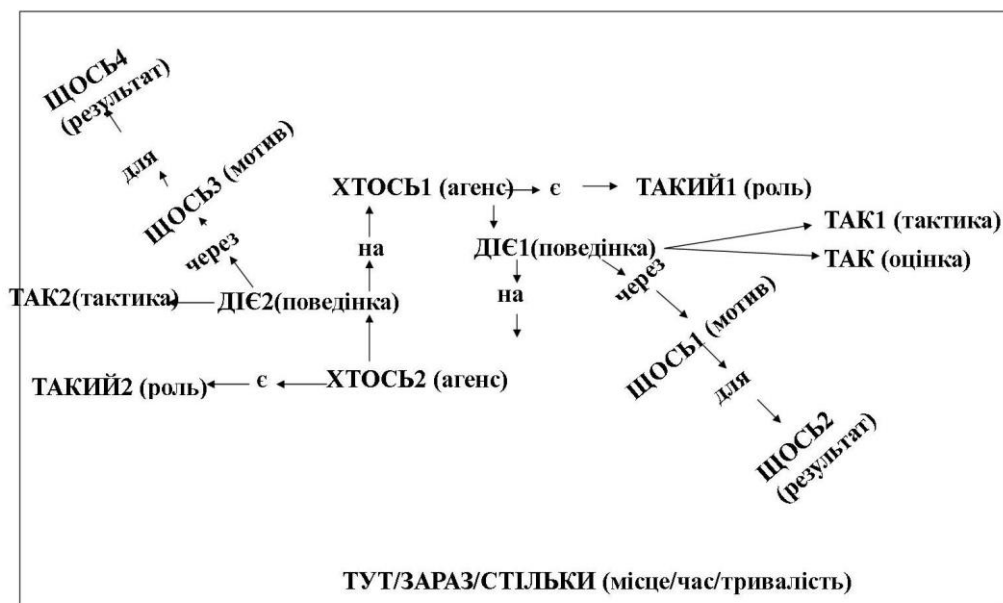 ЩОСЬ4
(результат)
для
ЩОСЬ3 (мотив)
через
ХТОСЬ1 (агенс)
є
ТАКИЙ1 (роль)
на
ДІЄ1(поведінка)
ТАК1 (тактика)
ТАК (оцінка)
через
на
ТАК2(тактика)
ДІЄ2(поведінка)
ЩОСЬ1 (мотив)
ТАКИЙ2 (роль)
є
ХТОСЬ2 (агенс)
для
ЩОСЬ2
(результат)
ТУТ/ЗАРАЗ/СТІЛЬКИ (місце/час/тривалість)